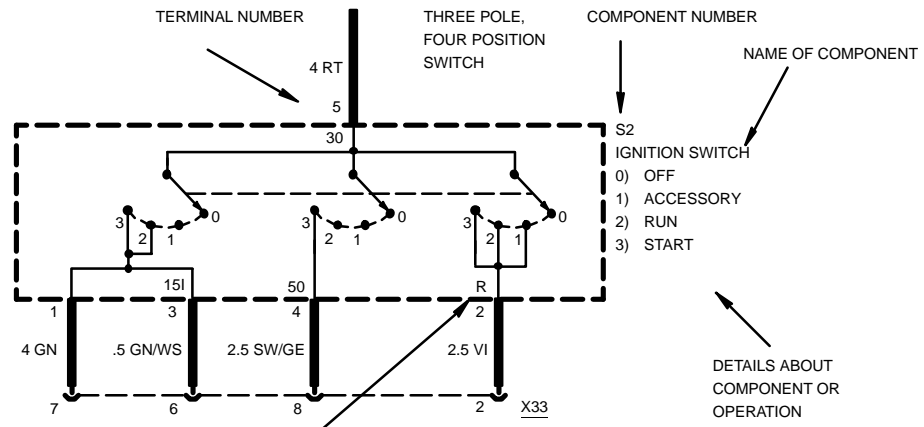 TERMINAL NUMBER
THREE POLE,
FOUR POSITION
SWITCH
COMPONENT NUMBER
NAME OF COMPONENT
4 RT
5
30
S2
IGNITION SWITCH
0) OFF
1) ACCESSORY
2) RUN
3) START
3 2 1 0
3 2 1 0
3 2 1 0
15I 50 R
1 3 4 2
4 GN .5 GN/WS 2.5 SW/GE 2.5 VI
7 6 8 2 X33
DETAILS ABOUT
COMPONENT OR
OPERATION